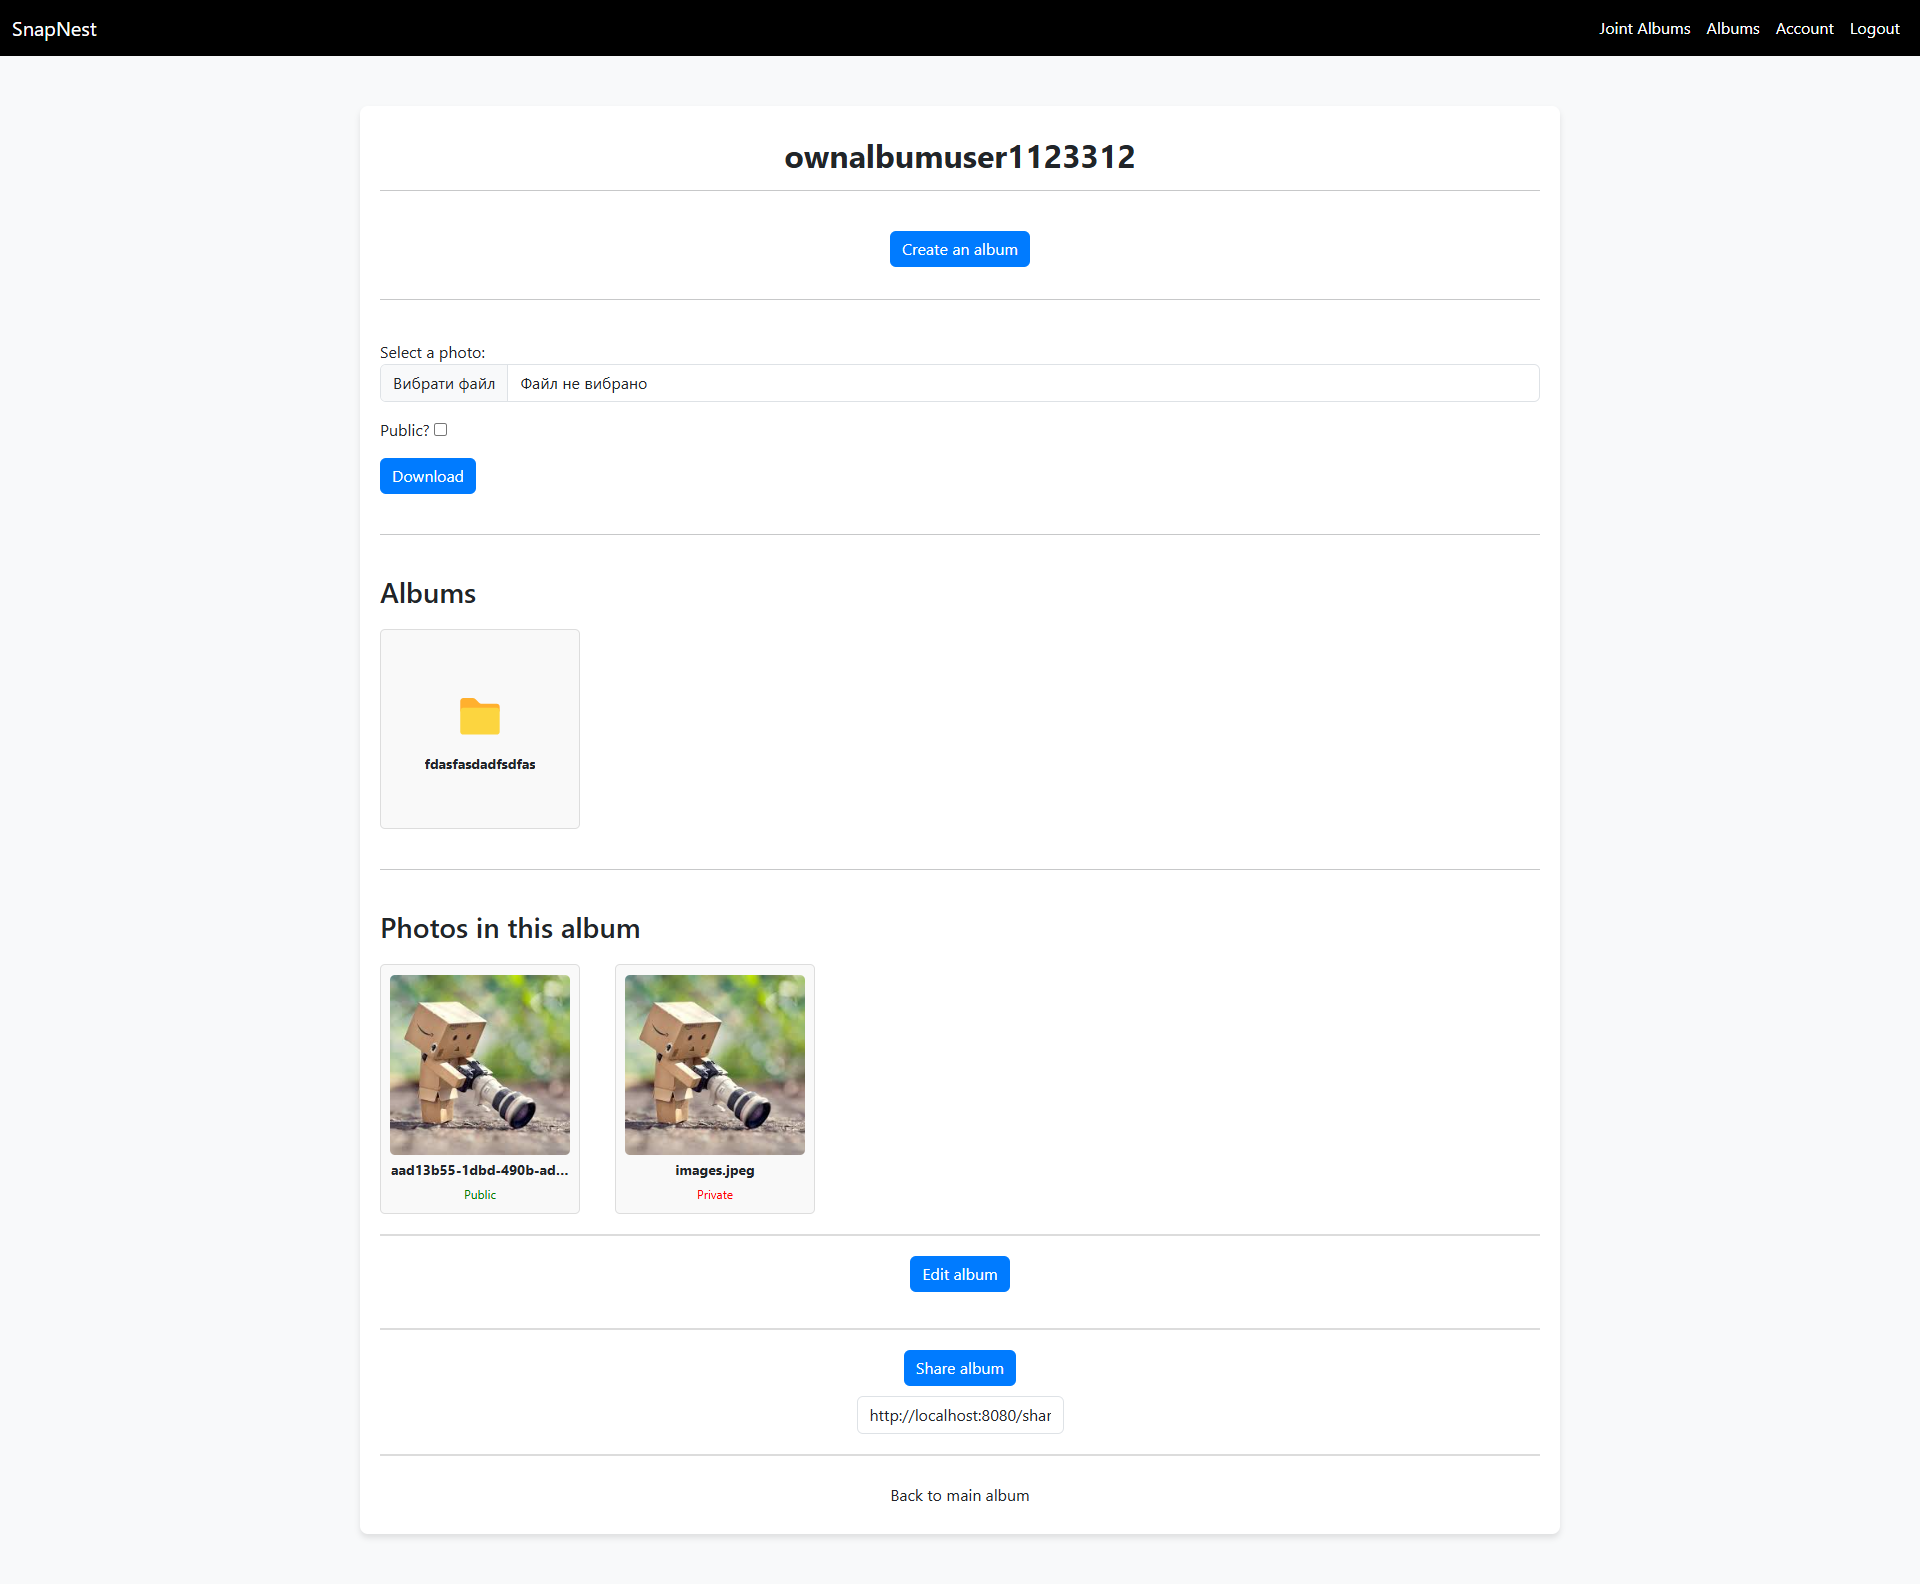 SnapNest
Joint Albums Albums Account Logout
ownalbumuser1123312
Create an album
Select a photo:
Вибрати файл Файл не вибрано
Public?
Download
Albums
fdasfasdadfsdfas
Photos in this album
aad13b55-1dbd-490b-ad...
Public
images.jpeg
Private
Edit album
Share album
http://localhost:8080/shar
Back to main album